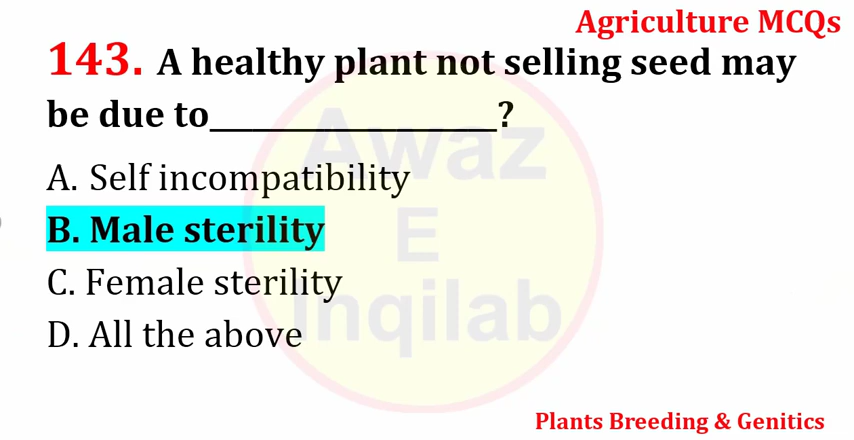 Agriculture MCQs
143. A healthy plant not selling seed may
be due to__________________?
A. Self incompatibility
B. Male sterility
C. Female sterility
D. All the above
Awaz
E
Inqilab
Plants Breeding & Genitics